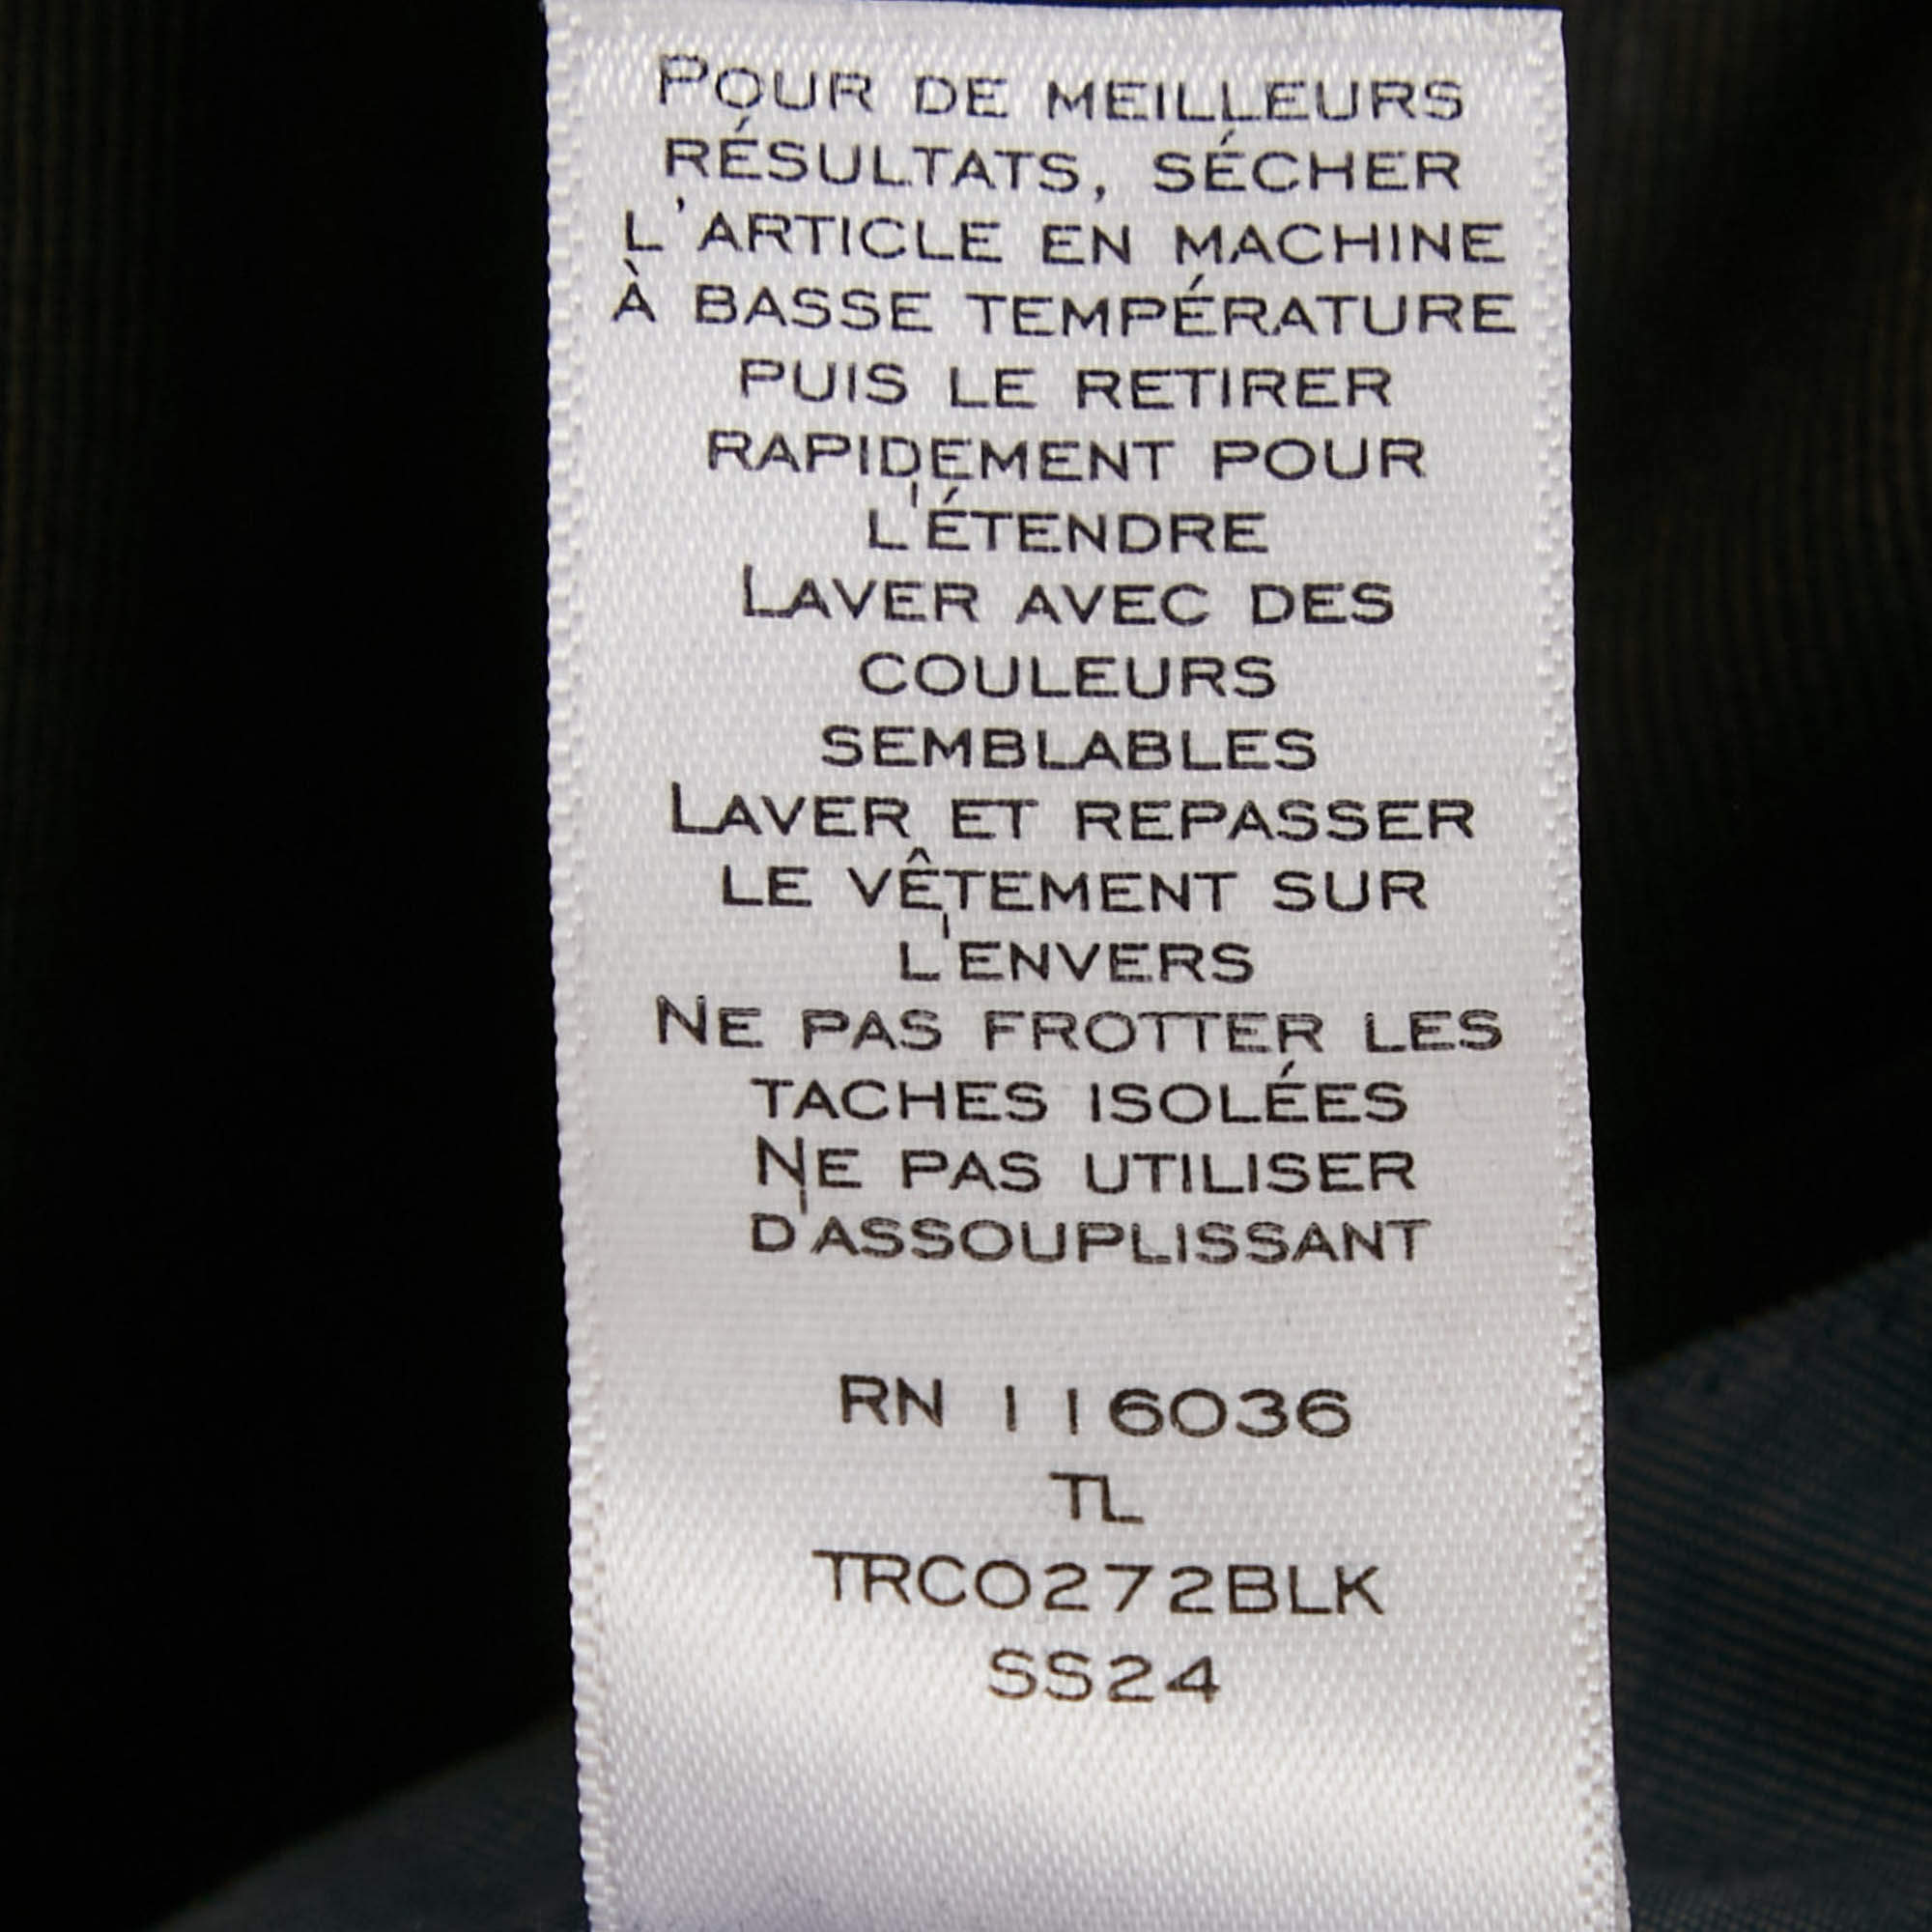 POUR DE MEILLEURS
RÉSULTATS, SÉCHER
L'ARTICLE EN MACHINE
À BASSE TEMPÉRATURE
PUIS LE RETIRER
RAPIDEMENT POUR
L'ÉTENDRE
LAVER AVEC DES
COULEURS
SEMBLABLES
LAVER ET REPASSER
LE VÊTEMENT SUR
L'ENVERS
NE PAS FROTTER LES
TACHES ISOLÉES
NE PAS UTILISER
D'ASSOUPLISSANT
RN 116036
TL
TRC0272BLK
SS24